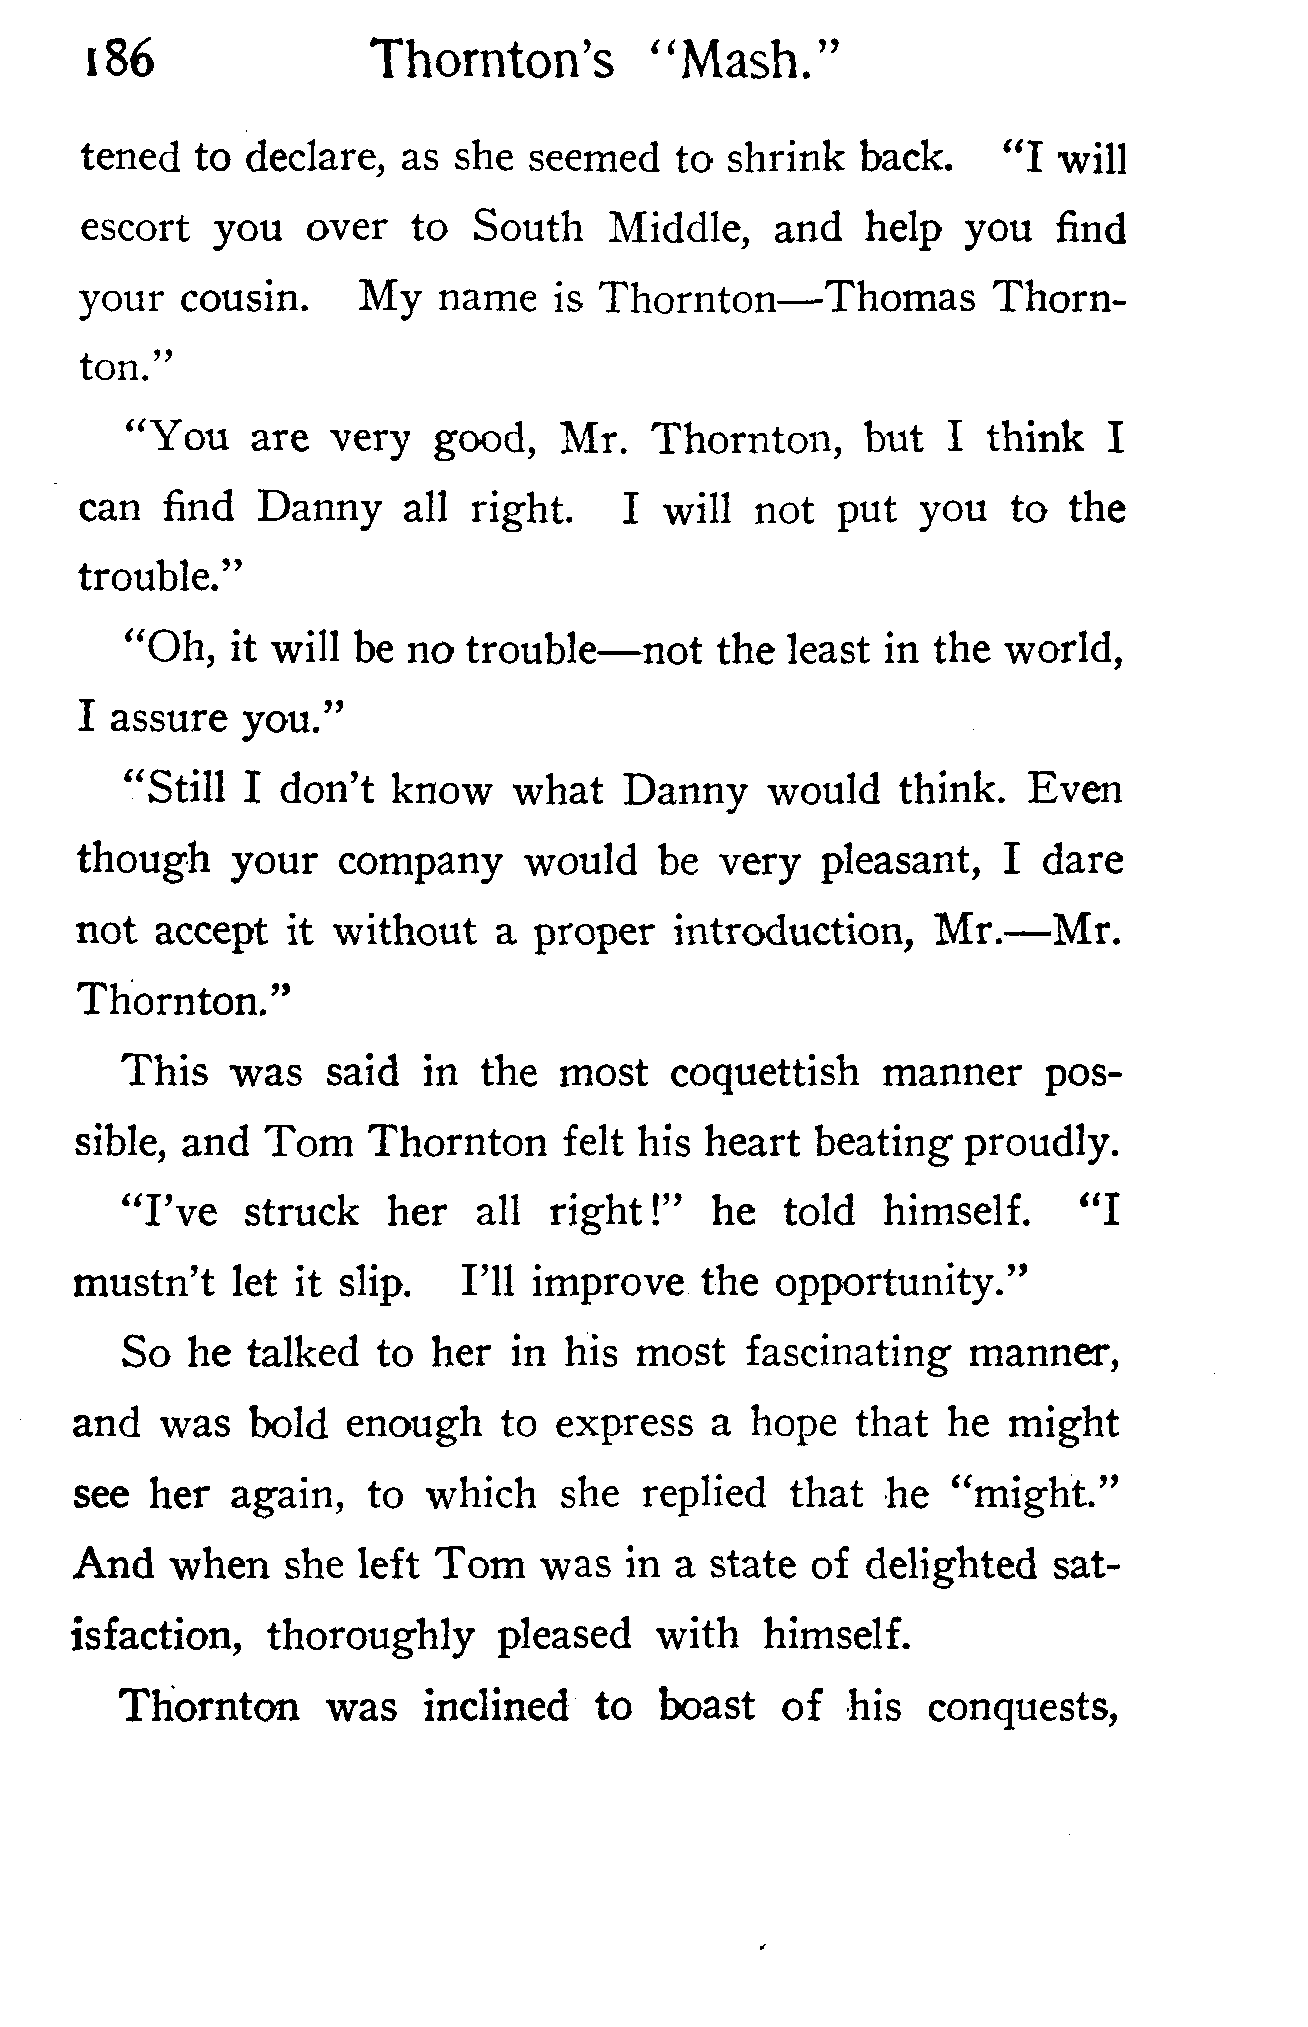 186 Thornton's "Mash."
tened to declare, as she seemed to shrink back. "I will
escort you over to South Middle, and help you find
your cousin. My name is Thornton—Thomas Thorn-
ton."
"You are very good, Mr. Thornton, but I think I
can find Danny all right. I will not put you to the
trouble."
"Oh, it will be no trouble—not the least in the world,
I assure you."
"Still I don't know what Danny would think. Even
though your company would be very pleasant, I dare
not accept it without a proper introduction, Mr.—Mr.
Thornton."
This was said in the most coquettish manner pos-
sible, and Tom Thornton felt his heart beating proudly.
"I've struck her all right!" he told himself. "I
mustn't let it slip. I'll improve the opportunity."
So he talked to her in his most fascinating manner,
and was bold enough to express a hope that he might
see her again, to which she replied that he "might."
And when she left Tom was in a state of delighted sat-
isfaction, thoroughly pleased with himself.
Thornton was inclined to boast of his conquests,